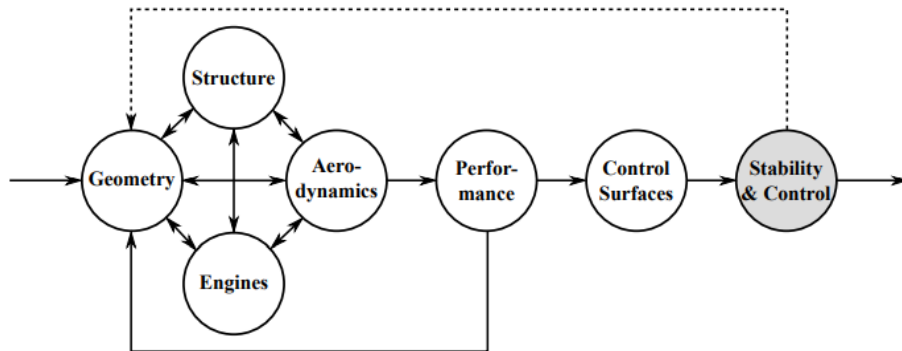 Structure
Geometry
Aero-
dynamics
Perfor-
mance
Control
Surfaces
Stability
& Control
Engines